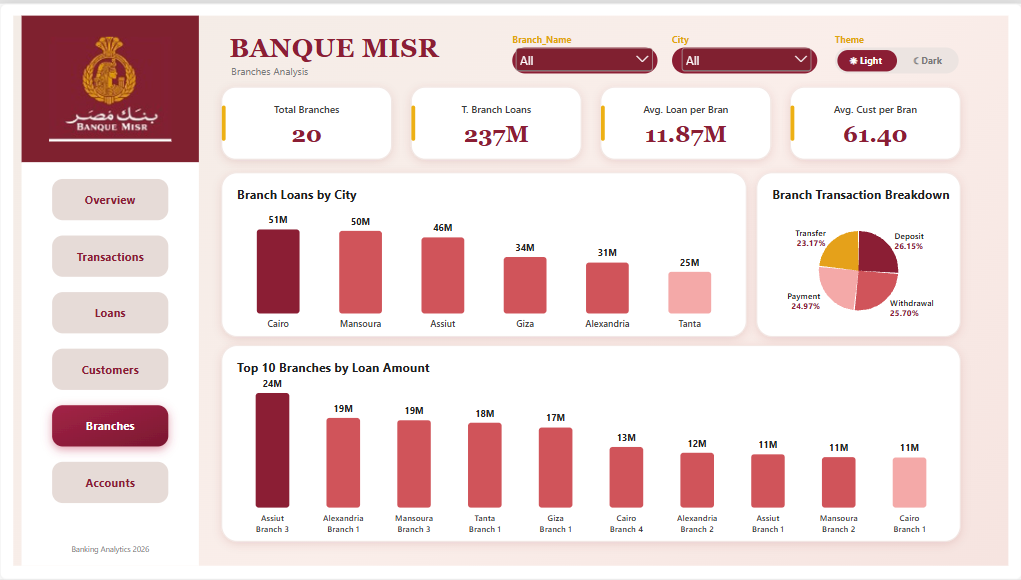 بنك مصر
BANQUE MISR
Overview
Transactions
Loans
Customers
Branches
Accounts
Banking Analytics 2026
BANQUE MISR
Branches Analysis
Branch_Name
All
City
All
Theme
☀ Light
☾ Dark
Total Branches
20
T. Branch Loans
237M
Avg. Loan per Bran
11.87M
Avg. Cust per Bran
61.40
Branch Loans by City
51M
50M
46M
34M
31M
25M
Cairo
Mansoura
Assiut
Giza
Alexandria
Tanta
Branch Transaction Breakdown
Transfer
23.17%
Deposit
26.15%
Payment
24.97%
Withdrawal
25.70%
Top 10 Branches by Loan Amount
24M
19M
19M
18M
17M
13M
12M
11M
11M
11M
Assiut
Branch 3
Alexandria
Branch 1
Mansoura
Branch 3
Tanta
Branch 1
Giza
Branch 1
Cairo
Branch 4
Alexandria
Branch 2
Assiut
Branch 1
Mansoura
Branch 2
Cairo
Branch 1